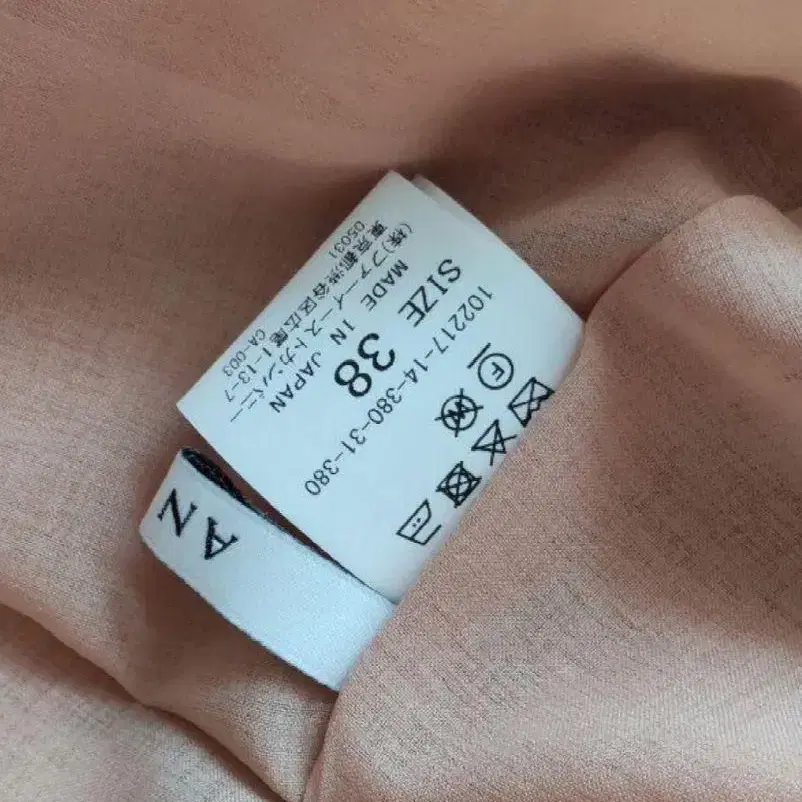 102217-14-380-31-380
SIZE 38
MADE IN JAPAN
(株)ファーイーストカンパニー
東京都渋谷区広尾1-13-7
05031 CA-003
AN